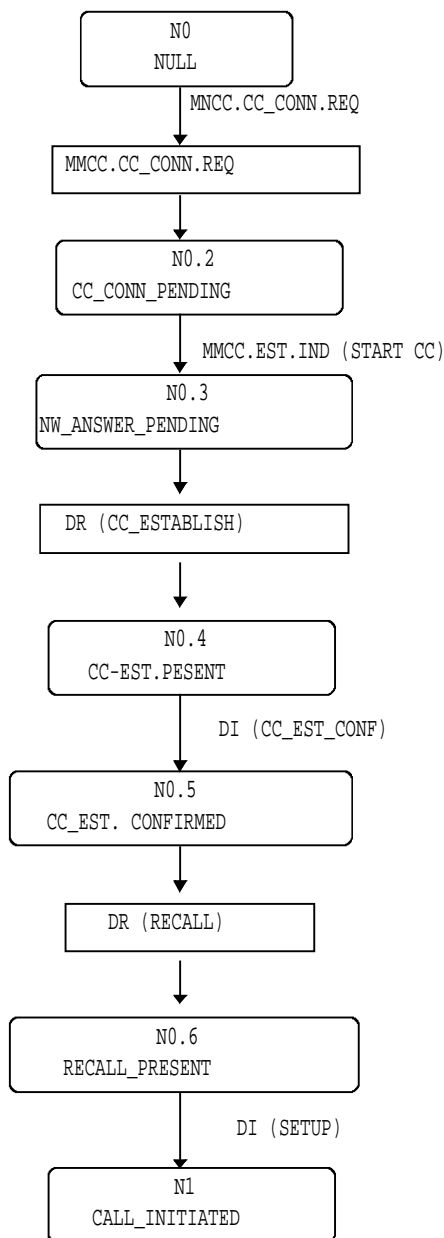 N0
NULL
MNCC.CC_CONN.REQ
MMCC.CC_CONN.REQ
N0.2
CC_CONN_PENDING
MMCC.EST.IND (START CC)
N0.3
NW_ANSWER_PENDING
DR (CC_ESTABLISH)
N0.4
CC-EST.PESENT
DI (CC_EST_CONF)
N0.5
CC_EST. CONFIRMED
DR (RECALL)
N0.6
RECALL_PRESENT
DI (SETUP)
N1
CALL_INITIATED